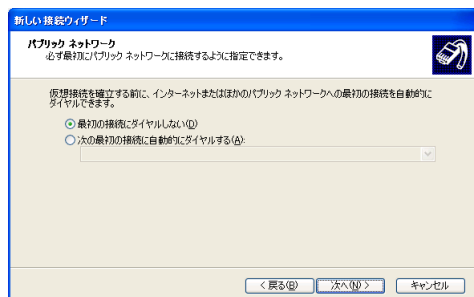 新しい接続ウィザード
パブリック ネットワーク
必ず最初にパブリック ネットワークに接続するように指定できます。
仮想接続を確立する前に、インターネットまたはほかのパブリック ネットワークへの最初の接続を自動的に
ダイヤルできます。
最初の接続にダイヤルしない(D)
次の最初の接続に自動的にダイヤルする(A):
< 戻る(B)
次へ(N) >
キャンセル